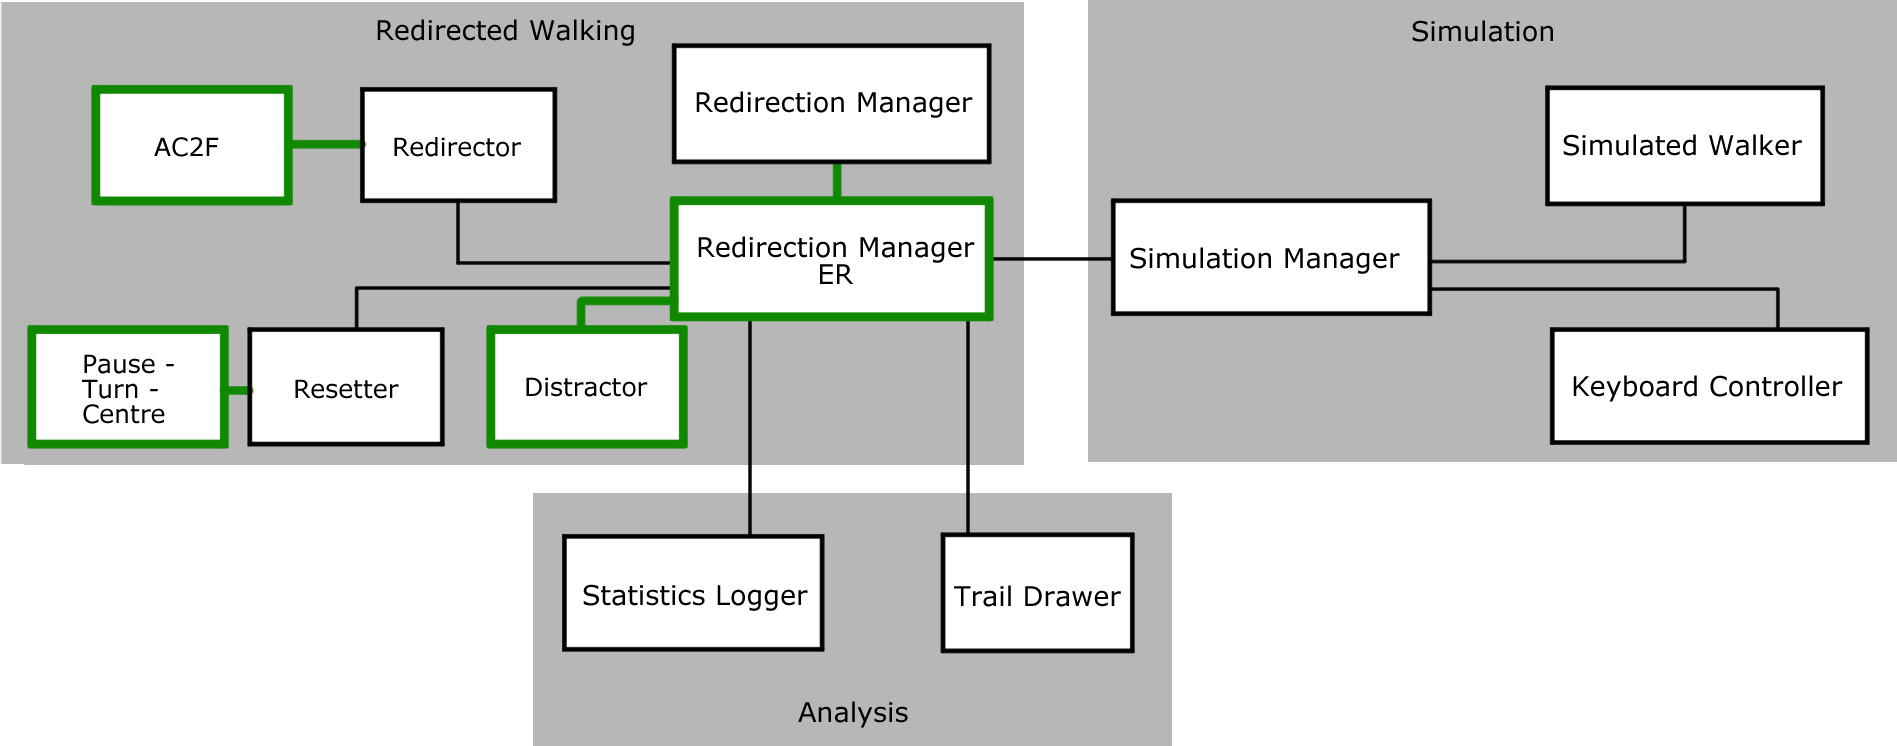 Redirected Walking
Simulation
Redirection Manager
AC2F
Redirector
Simulated Walker
Redirection Manager
ER
Simulation Manager
Pause -
Turn -
Centre
Resetter
Distractor
Keyboard Controller
Statistics Logger
Trail Drawer
Analysis